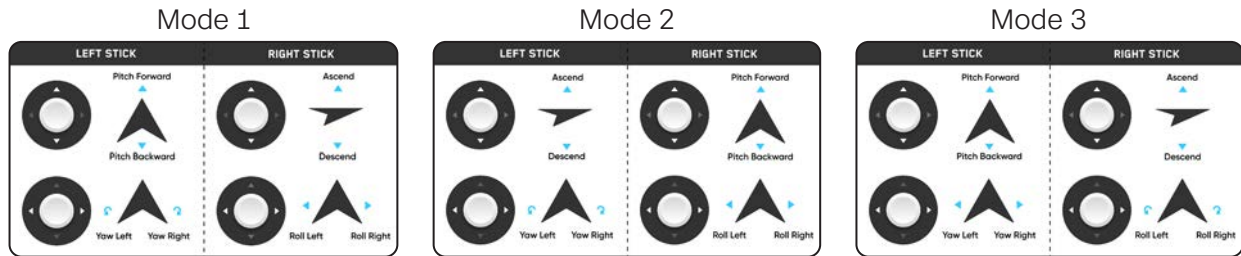 Mode 1
LEFT STICK
RIGHT STICK
Pitch Forward
Ascend
Pitch Backward
Descend
Yaw Left
Yaw Right
Roll Left
Roll Right
Mode 2
LEFT STICK
RIGHT STICK
Ascend
Pitch Forward
Descend
Pitch Backward
Yaw Left
Yaw Right
Roll Left
Roll Right
Mode 3
LEFT STICK
RIGHT STICK
Pitch Forward
Ascend
Pitch Backward
Descend
Yaw Left
Yaw Right
Roll Left
Roll Right